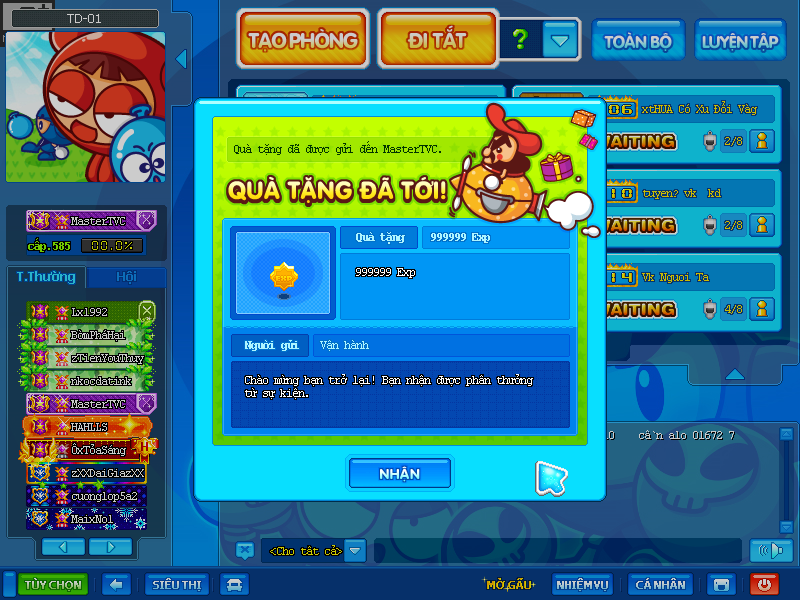 TD-01
TẠO PHÒNG
ĐI TẮT
?
TOÀN BỘ
LUYỆN TẬP
xtHUA Có Xu Đổi Vàg
WAITING
2/8
tuyen? vk kd
WAITING
2/8
Vk Nguoi Ta
WAITING
4/8
MasterTVC
cấp.585
00.0%
T.Thường
Hội
Lx1992
BòmPháHại
zTienYouThuy
nkocdatink
MasterTVC
HAHLLS
ÔxTỏaSáng
zXXDaiGiazXX
cuonglop5a2
MaixNo1
Quà tặng đã được gửi đến MasterTVC.
QUÀ TẶNG ĐÃ TỚI!
Quà tặng
999999 Exp
EXP
999999 Exp
Người gửi
Vận hành
Chào mừng bạn trở lại! Bạn nhận được phần thưởng
từ sự kiện.
NHẬN
cần alo 01672 7
<Cho tất cả>
TÙY CHỌN
SIÊU THỊ
MỞ GẤU
NHIỆM VỤ
CÁ NHÂN